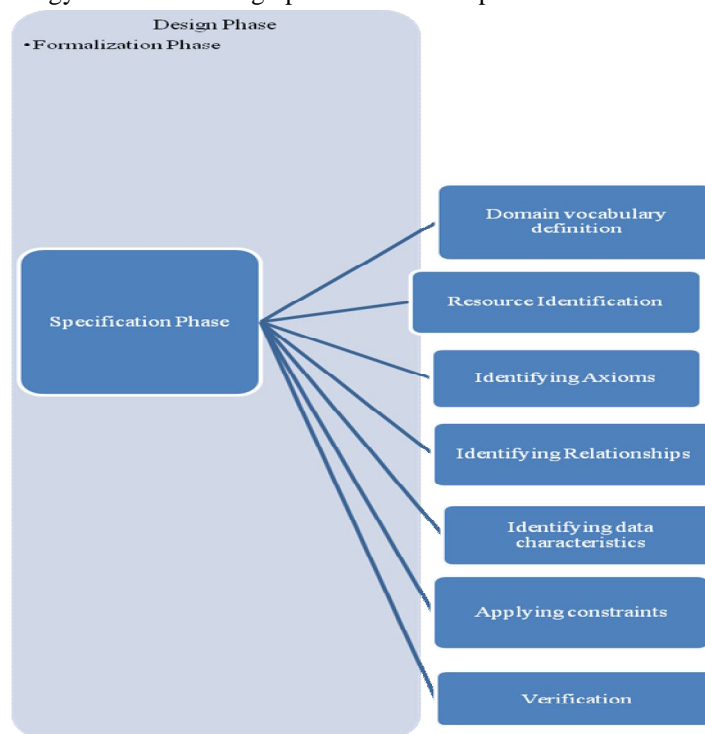 Design Phase
•Formalization Phase
Domain vocabulary
definition
Resource Identification
Specification Phase
Identifying Axioms
Identifying Relationships
Identifying data
characteristics
Applying constraints
Verification